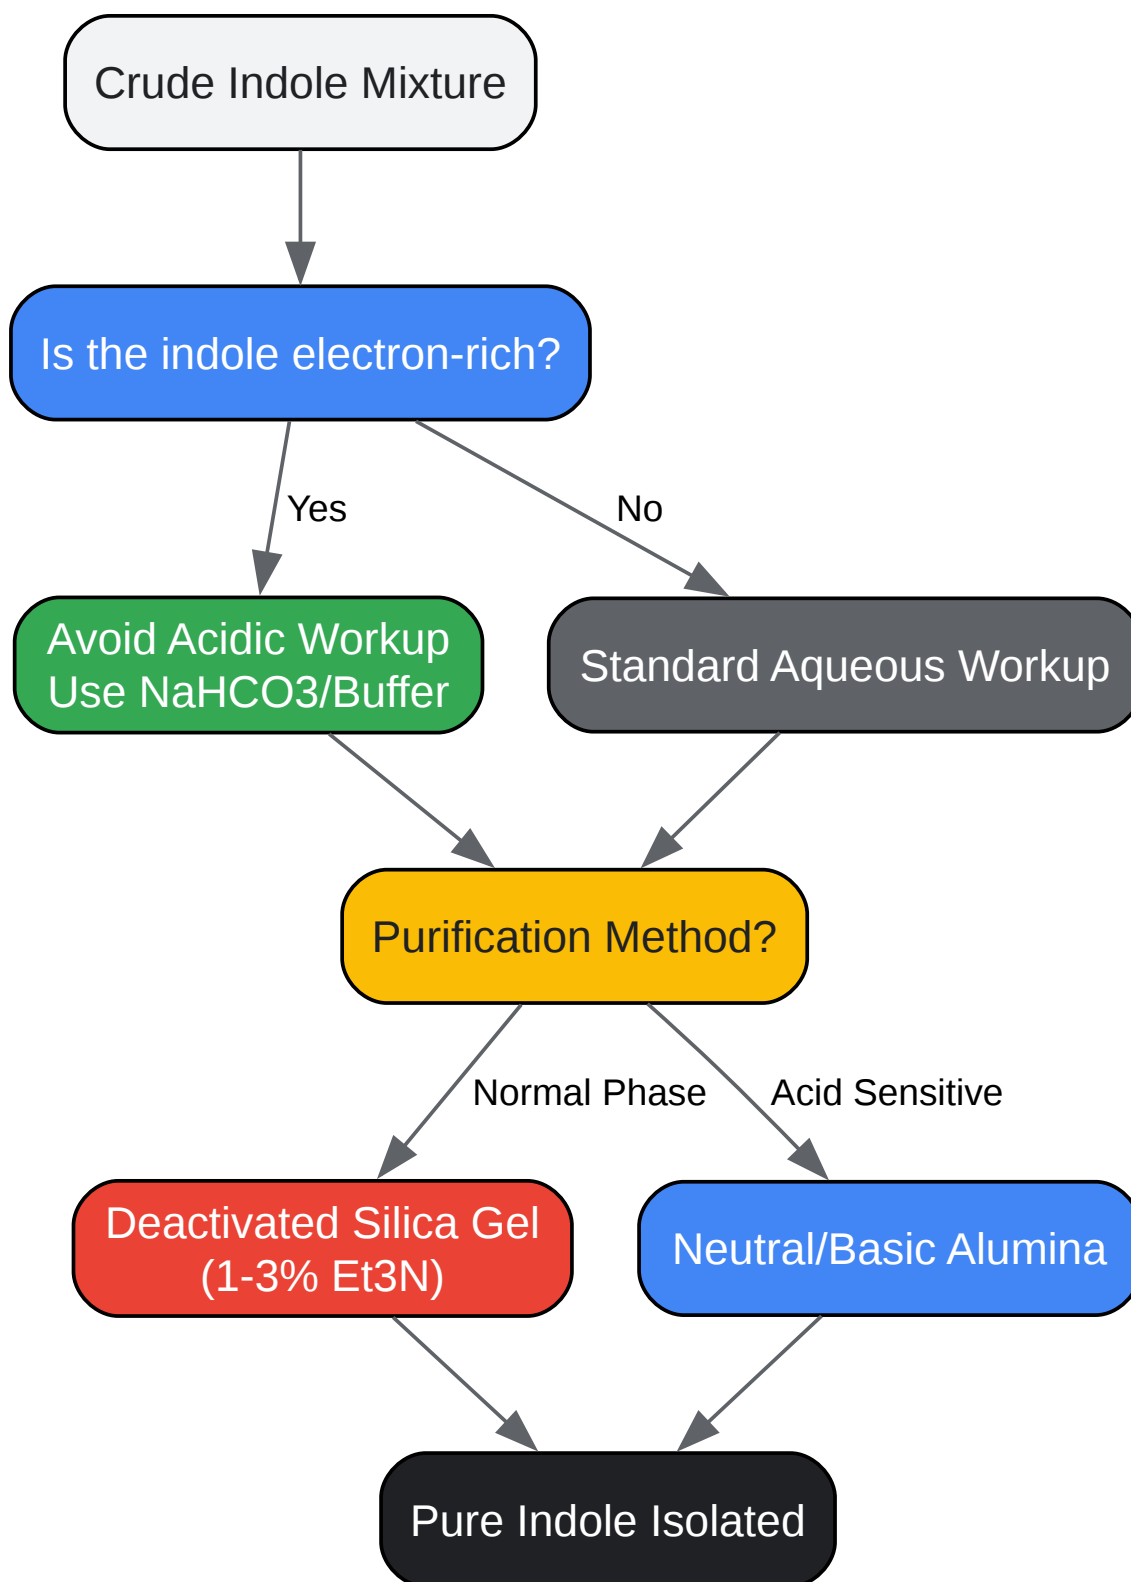 Crude Indole Mixture
Is the indole electron-rich?
Yes
No
Avoid Acidic Workup
Use NaHCO3/Buffer
Standard Aqueous Workup
Purification Method?
Normal Phase
Acid Sensitive
Deactivated Silica Gel
(1-3% Et3N)
Neutral/Basic Alumina
Pure Indole Isolated